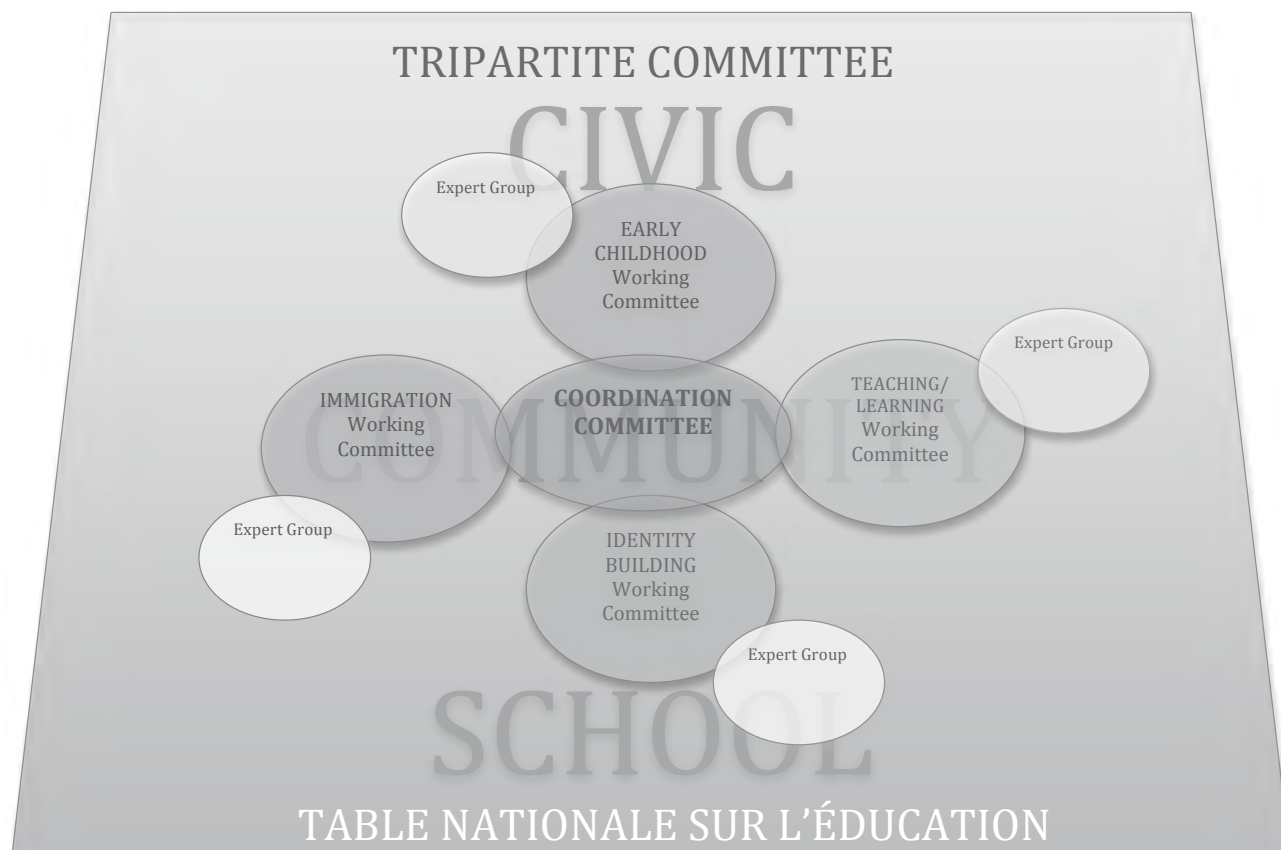 TRIPARTITE COMMITTEE
CIVIC
Expert Group
EARLY
CHILDHOOD
Working
Committee
Expert Group
IMMIGRATION
Working
Committee
COORDINATION
COMMITTEE
TEACHING/
LEARNING
Working
Committee
COMMUNITY
Expert Group
IDENTITY
BUILDING
Working
Committee
Expert Group
SCHOOL
TABLE NATIONALE SUR L’ÉDUCATION